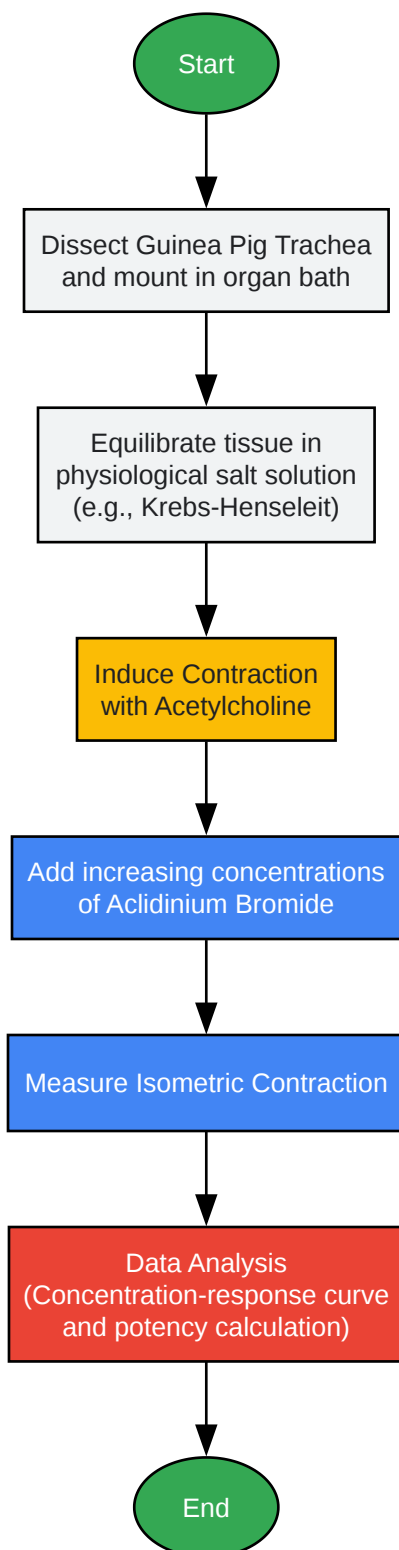 Start
Dissect Guinea Pig Trachea
and mount in organ bath
Equilibrate tissue in
physiological salt solution
(e.g., Krebs-Henseleit)
Induce Contraction
with Acetylcholine
Add increasing concentrations
of Aclidinium Bromide
Measure Isometric Contraction
Data Analysis
(Concentration-response curve
and potency calculation)
End